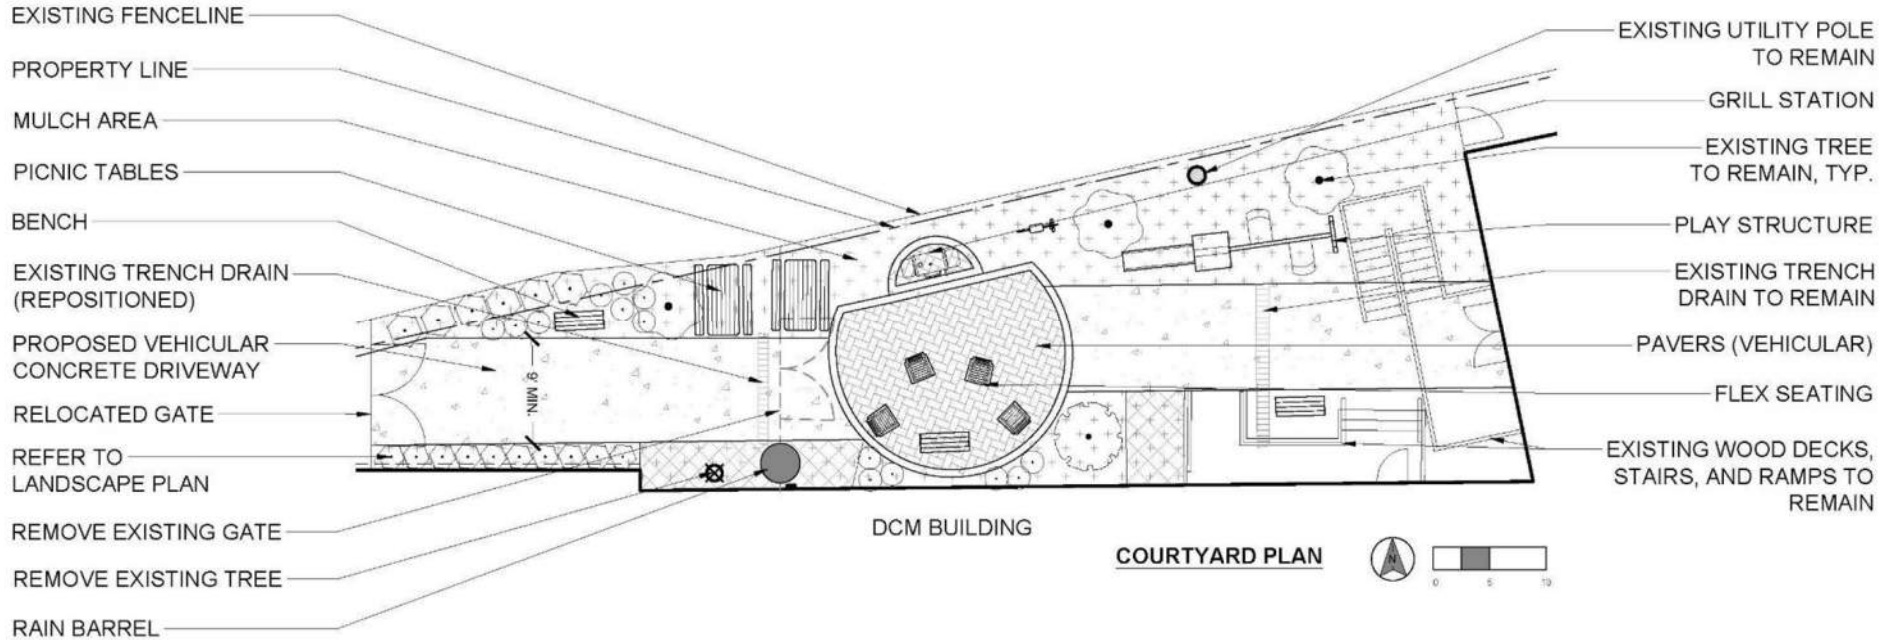 EXISTING FENCELINE
PROPERTY LINE
MULCH AREA
PICNIC TABLES
BENCH
EXISTING TRENCH DRAIN
(REPOSITIONED)
PROPOSED VEHICULAR
CONCRETE DRIVEWAY
RELOCATED GATE
REFER TO
LANDSCAPE PLAN
REMOVE EXISTING GATE
REMOVE EXISTING TREE
RAIN BARREL
9' MIN.
EXISTING UTILITY POLE
TO REMAIN
GRILL STATION
EXISTING TREE
TO REMAIN, TYP.
PLAY STRUCTURE
EXISTING TRENCH
DRAIN TO REMAIN
PAVERS (VEHICULAR)
FLEX SEATING
EXISTING WOOD DECKS,
STAIRS, AND RAMPS TO
REMAIN
DCM BUILDING
COURTYARD PLAN
N
0 5 10